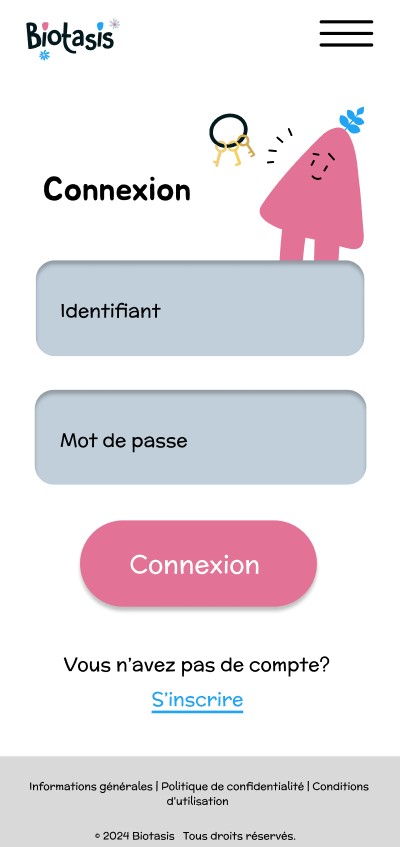 Biotasis
Connexion
Identifiant
Mot de passe
Connexion
Vous n'avez pas de compte?
S'inscrire
Informations générales | Politique de confidentialité | Conditions
d'utilisation
© 2024 Biotasis Tous droits réservés.